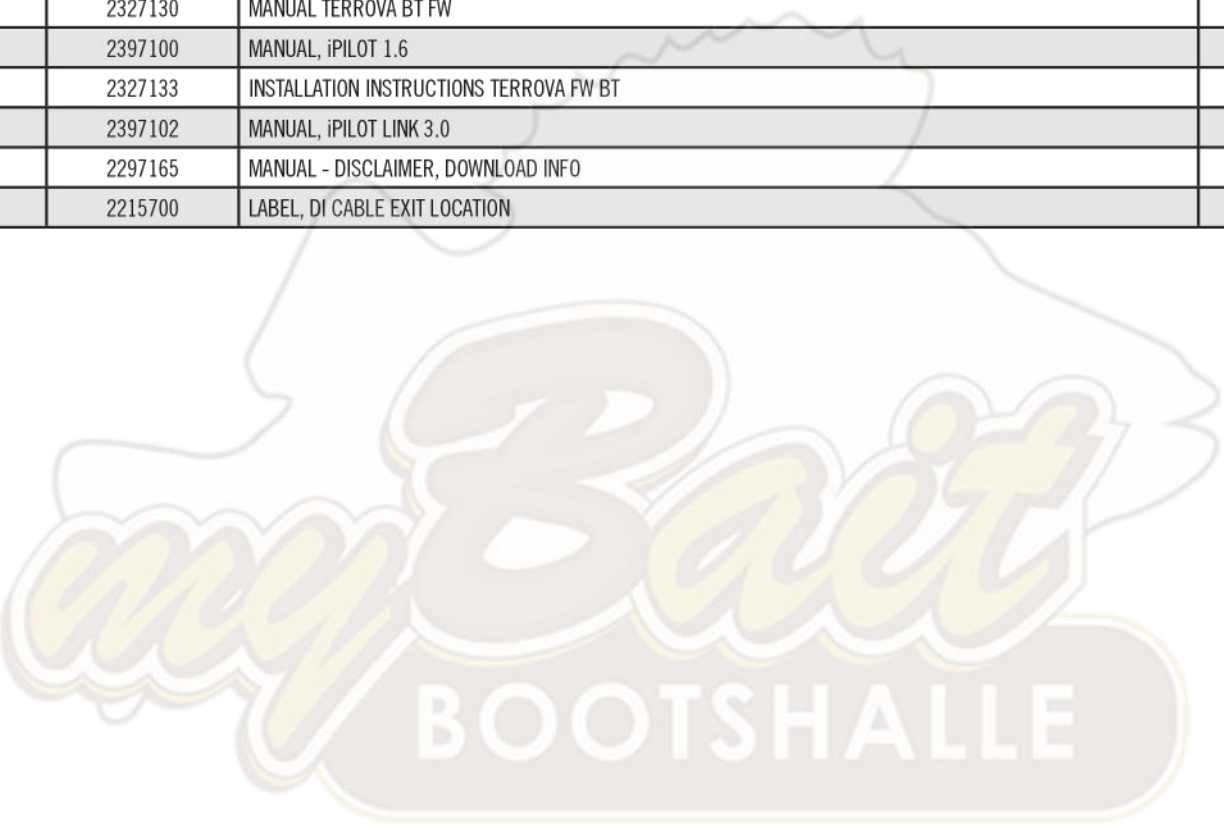 2327130 MANUAL TERROVA BT FW
2397100 MANUAL, iPILOT 1.6
2327133 INSTALLATION INSTRUCTIONS TERROVA FW BT
2397102 MANUAL, iPILOT LINK 3.0
2297165 MANUAL - DISCLAIMER, DOWNLOAD INFO
2215700 LABEL, DI CABLE EXIT LOCATION
myBait
BOOTSHALLE